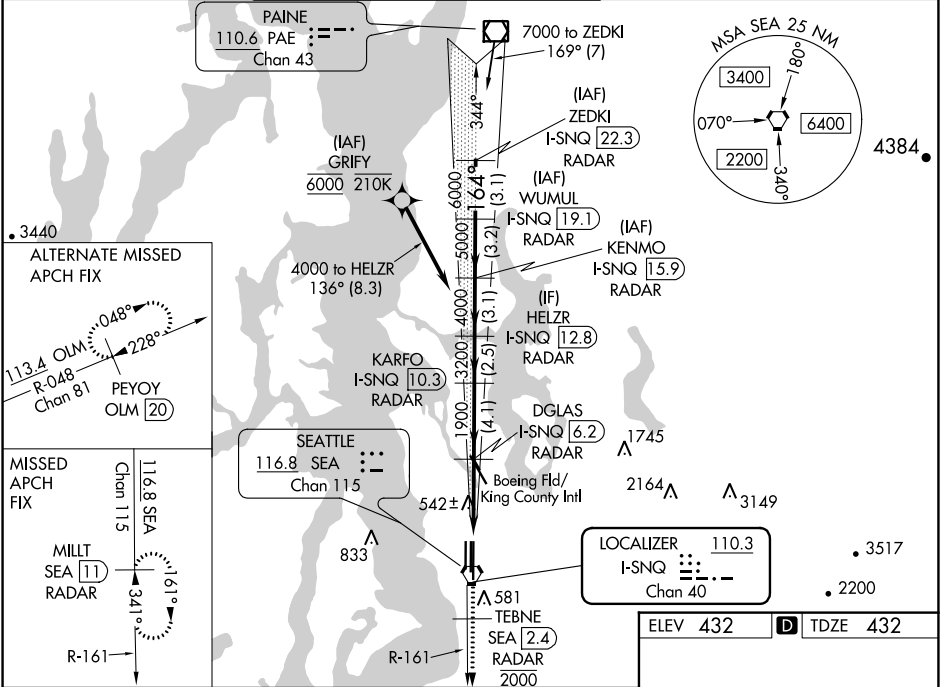 PAINE
110.6 PAE
Chan 43
7000 to ZEDKI
169° (7)
344°
(IAF)
ZEDKI
I-SNQ 22.3
RADAR
MSA SEA 25 NM
3400
180°
070°
6400
2200
340°
4384
(IAF)
GRIFY
6000 210K
6000
164°
(3.1)
(IAF)
WUMUL
I-SNQ 19.1
RADAR
5000
(3.2)
(IAF)
KENMO
I-SNQ 15.9
RADAR
3440
ALTERNATE MISSED
APCH FIX
048°
228°
113.4 OLM
R-048
Chan 81
PEYOY
OLM 20
4000 to HELZR
136° (8.3)
4000
(3.1)
(IF)
HELZR
I-SNQ 12.8
RADAR
3200
(2.5)
KARFO
I-SNQ 10.3
RADAR
1900
(4.1)
DGLAS
I-SNQ 6.2
RADAR
1745
SEATTLE
116.8 SEA
Chan 115
Boeing Fld/
King County Intl
2164
3149
542±
833
MISSED
APCH
FIX
116.8 SEA
Chan 115
MILLT
SEA 11
RADAR
161°
341°
R-161
LOCALIZER 110.3
I-SNQ
Chan 40
3517
2200
581
TEBNE
SEA 2.4
RADAR
2000
R-161
ELEV 432 D TDZE 432